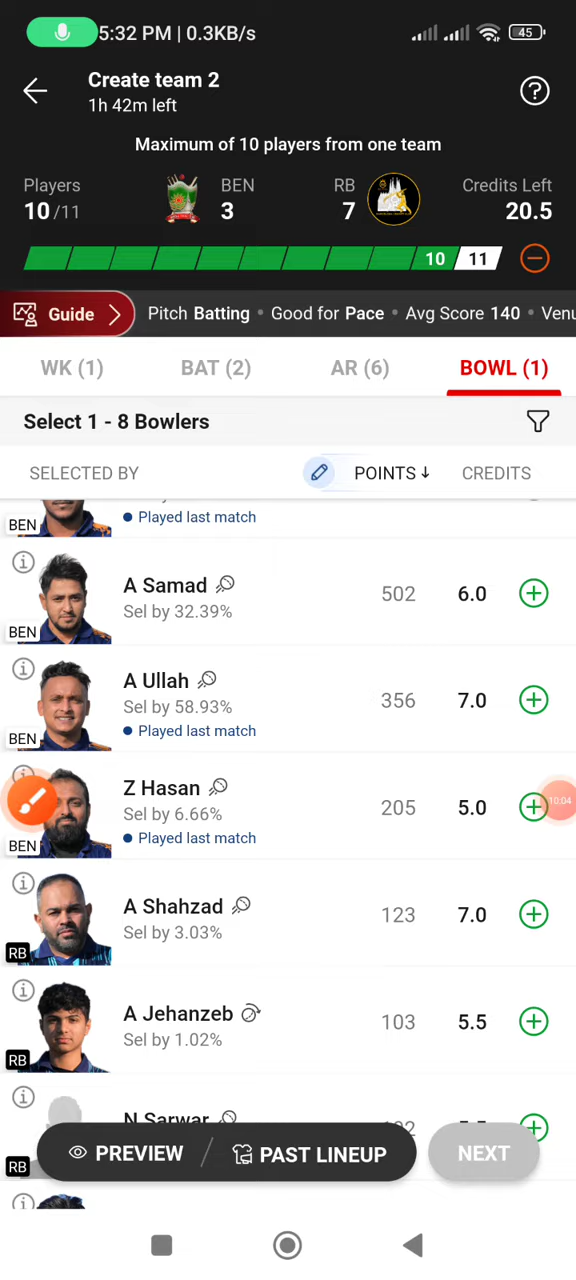 5:32 PM | 0.3KB/s
45
Create team 2
1h 42m left
Maximum of 10 players from one team
Players
10/11
BEN
3
RB
7
Credits Left
20.5
10 11
Guide
Pitch Batting • Good for Pace • Avg Score 140 • Venu
WK (1) BAT (2) AR (6) BOWL (1)
Select 1 - 8 Bowlers
SELECTED BY POINTS↓ CREDITS
BEN
Played last match
A Samad
Sel by 32.39%
502 6.0
BEN
A Ullah
Sel by 58.93%
Played last match
356 7.0
BEN
Z Hasan
Sel by 6.66%
Played last match
205 5.0
10:04
BEN
A Shahzad
Sel by 3.03%
123 7.0
RB
A Jehanzeb
Sel by 1.02%
103 5.5
RB
N Sarwar
RB
PREVIEW / PAST LINEUP
NEXT